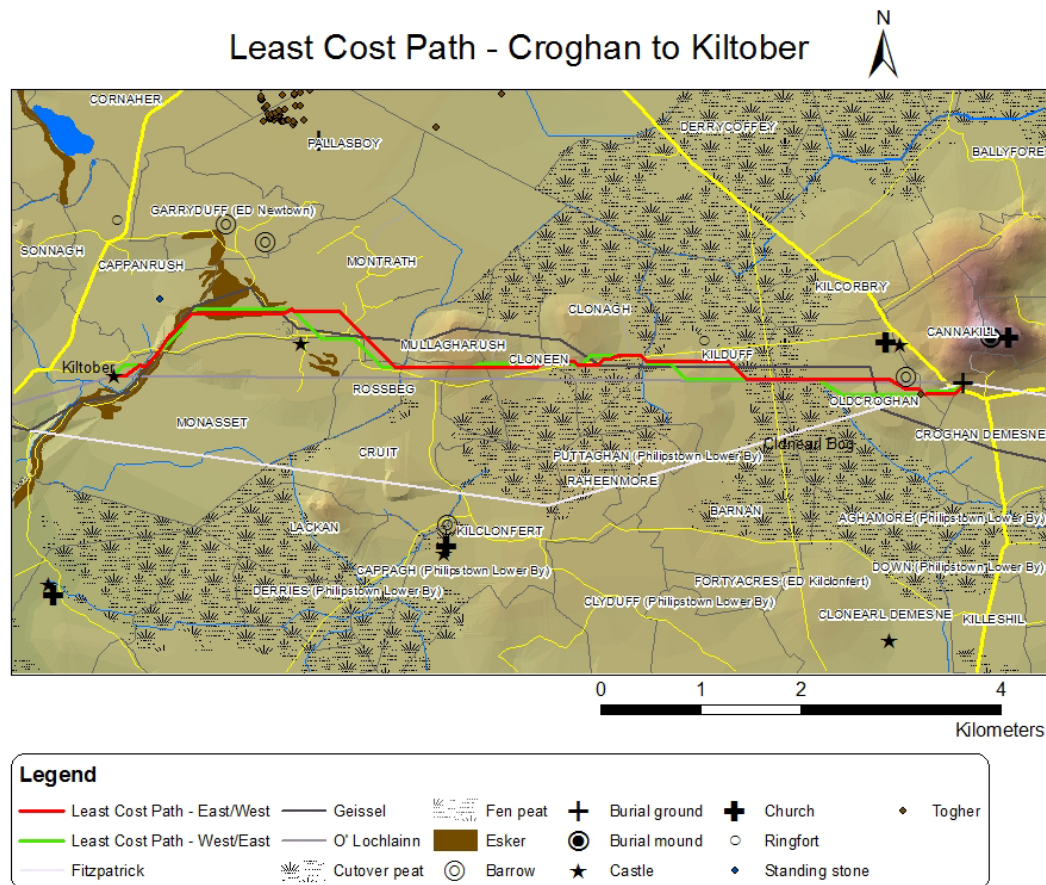 N
Least Cost Path - Croghan to Kiltober
CORNAHER
DERRYCOFFEY
PALLASBOY
BALLYFORE
GARRYDUFF (ED Newtown)
SONNAGH
CAPPANRUSH
MONTRATH
KILCORBRY
CLONAGH
CANNAKILL
MULLAGHARUSH
CLONEEN
KILDUFF
Kiltober
ROSSBEG
OLDCROGHAN
MONASSET
CROGHAN DEMESNE
Clonearl Bog
CRUIT
PUTTAGHAN (Philipstown Lower By)
RAHEENMORE
BARNAN
AGHAMORE (Philipstown Lower By)
LACKAN
KILCLONFERT
DOWN (Philipstown Lower By)
CAPPAGH (Philipstown Lower By)
FORTYACRES (ED Kilclonfert)
DERRIES (Philipstown Lower By)
CLYDUFF (Philipstown Lower By)
CLONEARL DEMESNE
KILLESHIL
0 1 2 4
Kilometers
Legend
Least Cost Path - East/West Geissel Fen peat Burial ground Church Togher
Least Cost Path - West/East O' Lochlainn Esker Burial mound Ringfort
Fitzpatrick Cutover peat Barrow Castle Standing stone